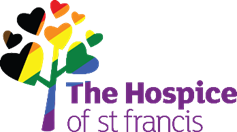 The Hospice
of st francis